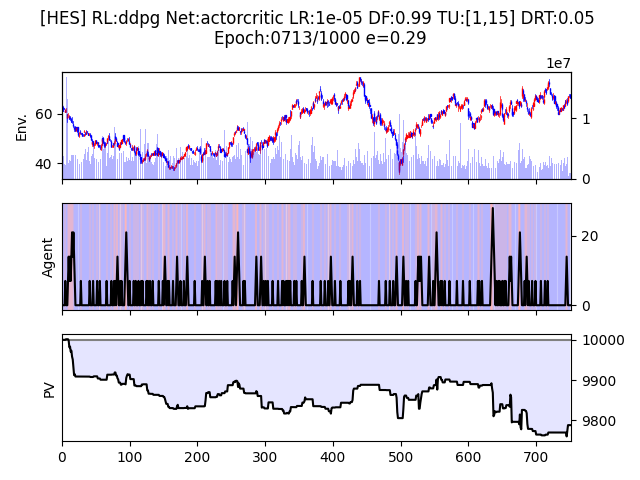 [HES] RL:ddpg Net:actorcritic LR:1e-05 DF:0.99 TU:[1,15] DRT:0.05
Epoch:0713/1000 e=0.29
1e7
Env.
60
40
1
0
Agent
20
0
PV
10000
9900
9800
0 100 200 300 400 500 600 700